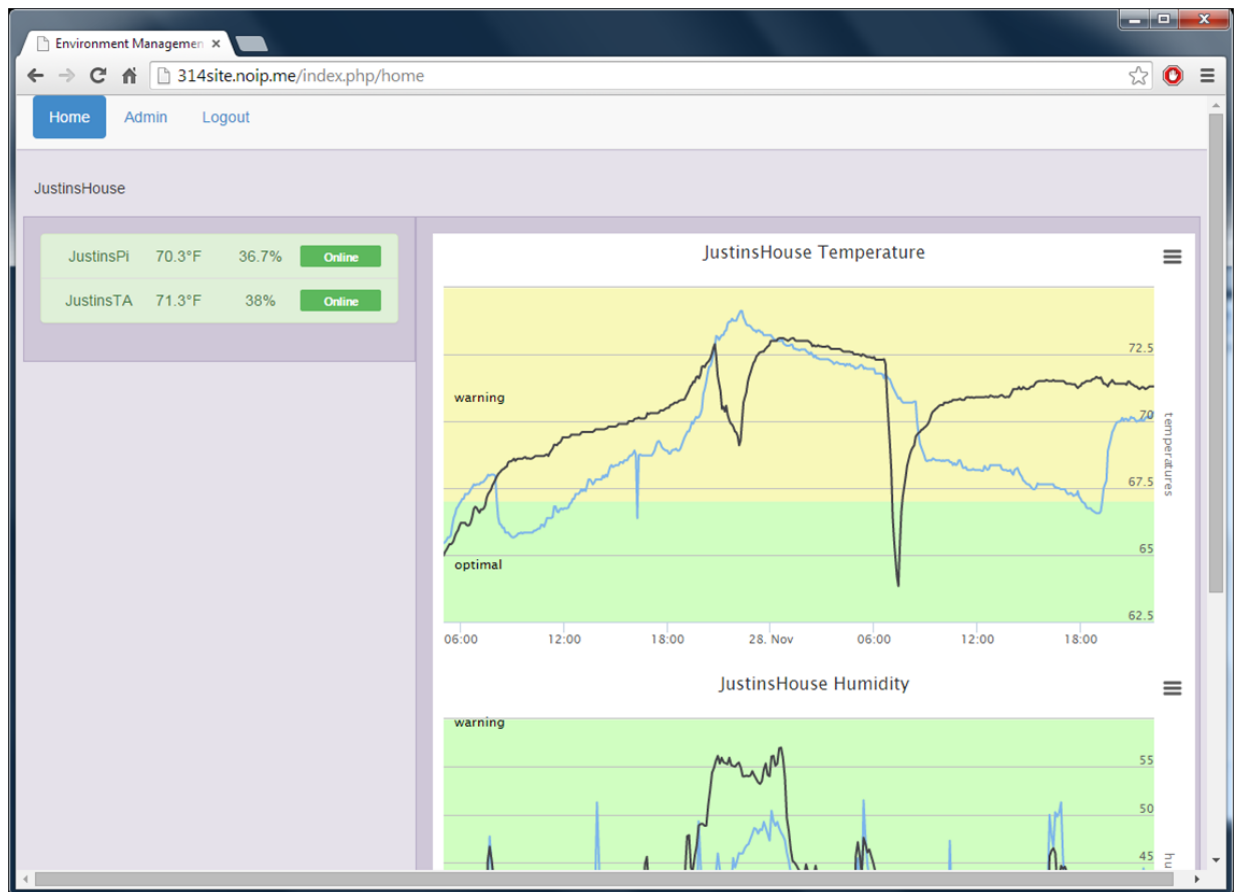 Environment Managemen
314site.noip.me/index.php/home
Home Admin Logout
JustinsHouse
JustinsPi 70.3°F 36.7% Online
JustinsTA 71.3°F 38% Online
JustinsHouse Temperature
72.5
warning
70
temperatures
67.5
65
optimal
62.5
06:00 12:00 18:00 28. Nov 06:00 12:00 18:00
JustinsHouse Humidity
warning
55
50
45
hu